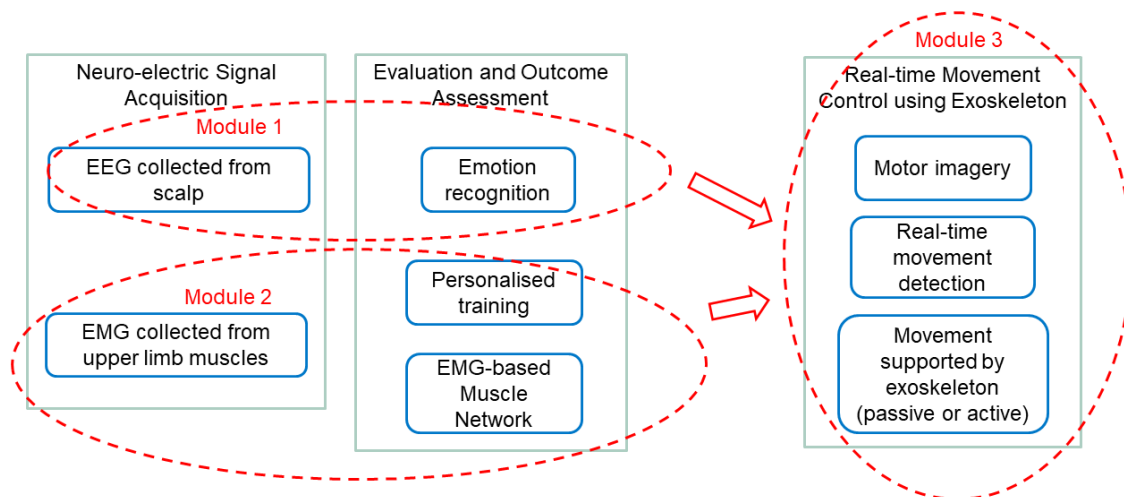 Neuro-electric Signal
Acquisition
Module 1
EEG collected from
scalp
Module 2
EMG collected from
upper limb muscles
Evaluation and Outcome
Assessment
Emotion
recognition
Personalised
training
EMG-based
Muscle
Network
Module 3
Real-time Movement
Control using Exoskeleton
Motor imagery
Real-time
movement
detection
Movement
supported by
exoskeleton
(passive or active)